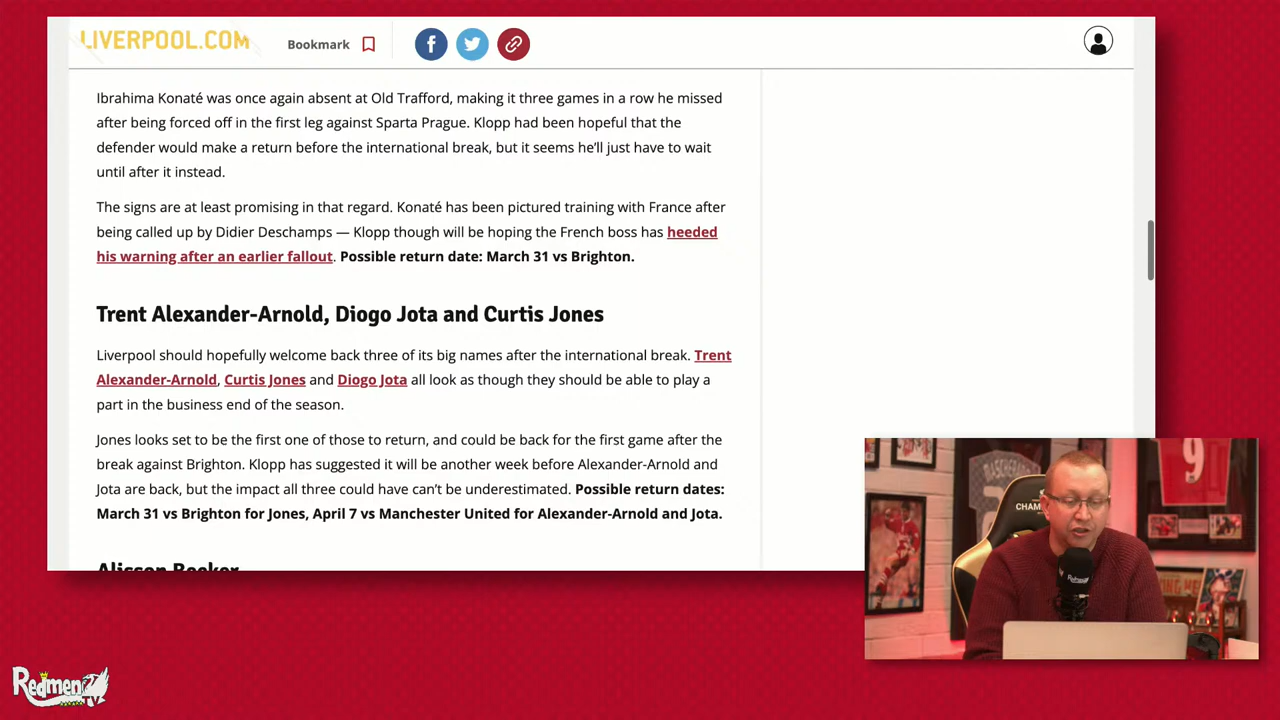 LIVERPOOL.COM
Bookmark
Ibrahima Konaté was once again absent at Old Trafford, making it three games in a row he missed
after being forced off in the first leg against Sparta Prague. Klopp had been hopeful that the
defender would make a return before the international break, but it seems he’ll just have to wait
until after it instead.
The signs are at least promising in that regard. Konaté has been pictured training with France after
being called up by Didier Deschamps — Klopp though will be hoping the French boss has heeded
his warning after an earlier fallout. Possible return date: March 31 vs Brighton.
Trent Alexander-Arnold, Diogo Jota and Curtis Jones
Liverpool should hopefully welcome back three of its big names after the international break. Trent
Alexander-Arnold, Curtis Jones and Diogo Jota all look as though they should be able to play a
part in the business end of the season.
Jones looks set to be the first one of those to return, and could be back for the first game after the
break against Brighton. Klopp has suggested it will be another week before Alexander-Arnold and
Jota are back, but the impact all three could have can’t be underestimated. Possible return dates:
March 31 vs Brighton for Jones, April 7 vs Manchester United for Alexander-Arnold and Jota.
Alisson Becker
9
CHAM
Redmen
Redmen
TV